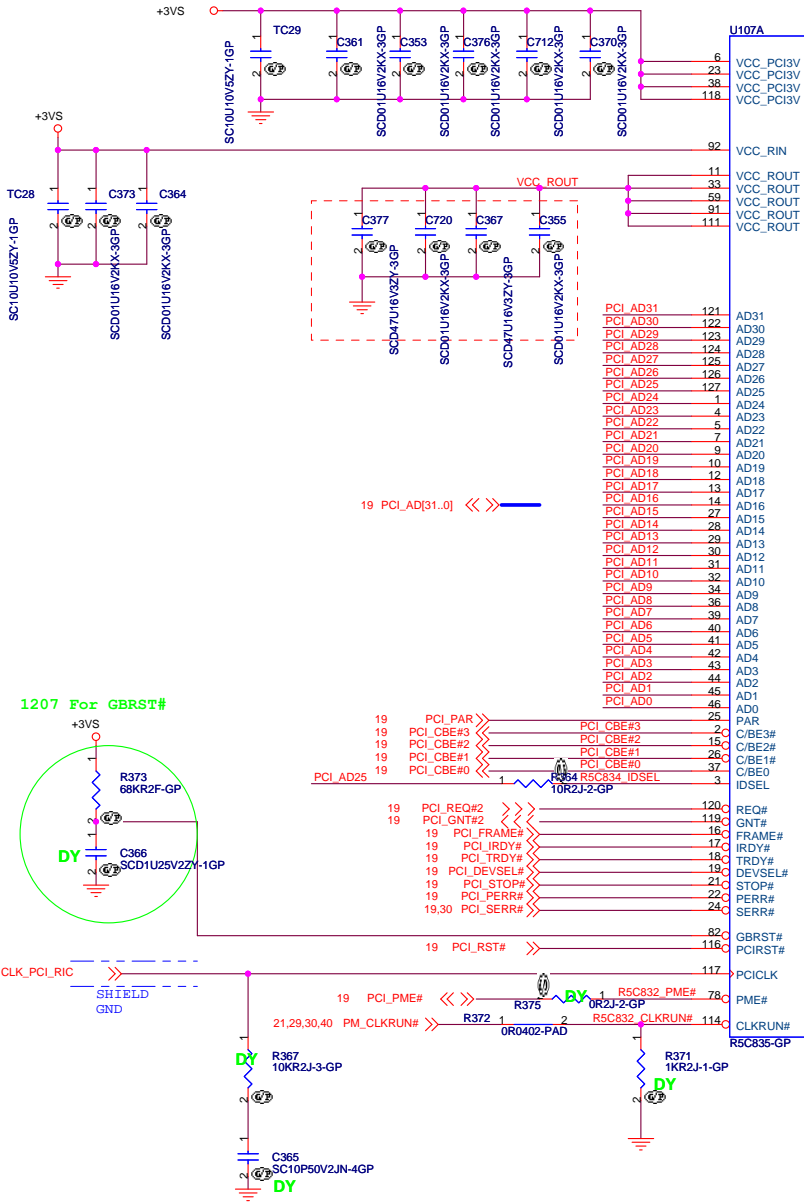 +3VS
TC29
C361
C353
C376
C712
C370
1
2
G/P
SC10U10V5ZY-1GP
SCD01U16V2KX-3GP
SCD01U16V2KX-3GP
SCD01U16V2KX-3GP
SCD01U16V2KX-3GP
U107A
6 VCC_PCI3V
23 VCC_PCI3V
38 VCC_PCI3V
118 VCC_PCI3V
+3VS
92 VCC_RIN
TC28
C373
C364
SC10U10V5ZY-1GP
SCD01U16V2KX-3GP
SCD01U16V2KX-3GP
VCC_ROUT
11 VCC_ROUT
33 VCC_ROUT
59 VCC_ROUT
91 VCC_ROUT
111 VCC_ROUT
C377
C720
C367
C355
SCD47U16V3ZY-3GP
SCD01U16V2KX-3GP
SCD47U16V3ZY-3GP
SCD01U16V2KX-3GP
PCI_AD31 121 AD31
PCI_AD30 122 AD30
PCI_AD29 123 AD29
PCI_AD28 124 AD28
PCI_AD27 125 AD27
PCI_AD26 126 AD26
PCI_AD25 127 AD25
PCI_AD24 1 AD24
PCI_AD23 4 AD23
PCI_AD22 5 AD22
PCI_AD21 7 AD21
PCI_AD20 9 AD20
PCI_AD19 10 AD19
PCI_AD18 12 AD18
PCI_AD17 13 AD17
PCI_AD16 14 AD16
19 PCI_AD[31..0]
PCI_AD15 27 AD15
PCI_AD14 28 AD14
PCI_AD13 29 AD13
PCI_AD12 30 AD12
PCI_AD11 31 AD11
PCI_AD10 32 AD10
PCI_AD9 34 AD9
PCI_AD8 36 AD8
PCI_AD7 39 AD7
PCI_AD6 40 AD6
PCI_AD5 41 AD5
PCI_AD4 42 AD4
PCI_AD3 43 AD3
PCI_AD2 44 AD2
PCI_AD1 45 AD1
PCI_AD0 46 AD0
19 PCI_PAR 25 PAR
19 PCI_CBE#3 PCI_CBE#3 2 C/BE3#
19 PCI_CBE#2 PCI_CBE#2 15 C/BE2#
19 PCI_CBE#1 PCI_CBE#1 26 C/BE1#
19 PCI_CBE#0 PCI_CBE#0 37 C/BE0
PCI_AD25 1 R364 R5C834_IDSEL 3 IDSEL
10R2J-2-GP
19 PCI_REQ#2 120 REQ#
19 PCI_GNT#2 119 GNT#
19 PCI_FRAME# 16 FRAME#
19 PCI_IRDY# 17 IRDY#
19 PCI_TRDY# 18 TRDY#
19 PCI_DEVSEL# 19 DEVSEL#
19 PCI_STOP# 21 STOP#
19 PCI_PERR# 22 PERR#
19,30 PCI_SERR# 24 SERR#
1207 For GBRST#
+3VS
R373
68KR2F-GP
DY
C366
SCD1U25V2ZY-1GP
82 GBRST#
19 PCI_RST# 116 PCIRST#
CLK_PCI_RIC 117 PCICLK
SHIELD
GND
19 PCI_PME# 2 DY 1 R5C832_PME# 78 PME#
R375 0R2J-2-GP
21,29,30,40 PM_CLKRUN# R372 1 2 R5C832_CLKRUN# 114 CLKRUN#
0R0402-PAD
R5C835-GP
DY
R367
10KR2J-3-GP
R371
1KR2J-1-GP
DY
C365
SC10P50V2JN-4GP
DY